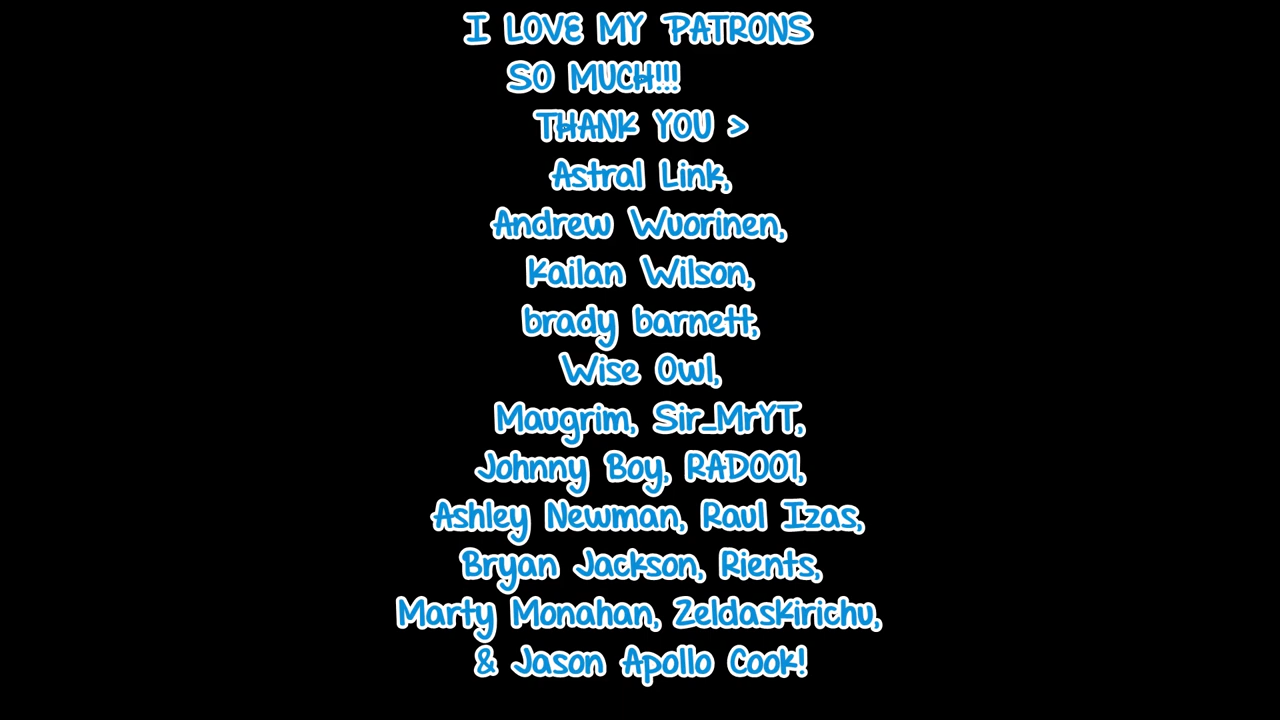 I LOVE MY PATRONS
SO MUCH!!!
THANK YOU >
Astral Link,
Andrew Wuorinen,
Kailan Wilson,
brady barnett,
Wise Owl,
Maugrim, Sir_MrYT,
Johnny Boy, RAD001,
Ashley Newman, Raul Izas,
Bryan Jackson, Rients,
Marty Monahan, ZeldasKirichu,
& Jason Apollo Cook!